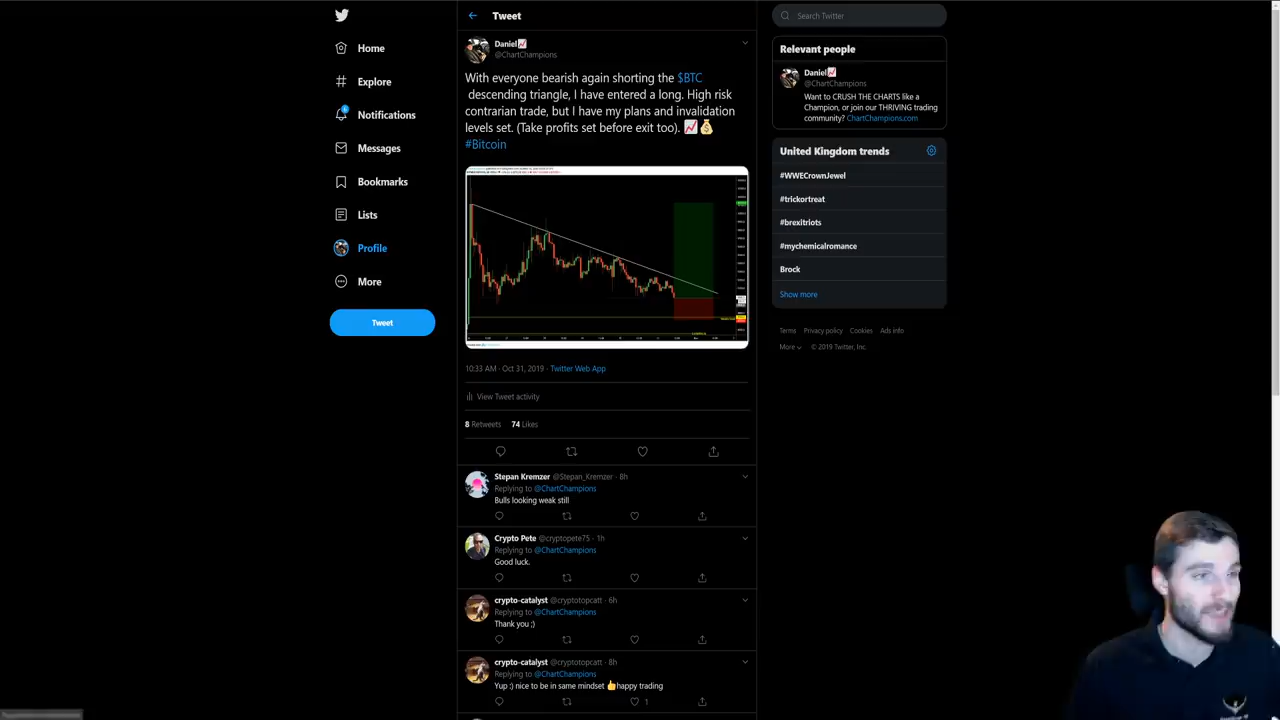 Tweet
Search Twitter
Home
Explore
Notifications
Messages
Bookmarks
Lists
Profile
More
Tweet
Daniel📈
@ChartChampions
With everyone bearish again shorting the $BTC
descending triangle, I have entered a long. High risk
contrarian trade, but I have my plans and invalidation
levels set. (Take profits set before exit too). 📈💰
#Bitcoin
10:33 AM · Oct 31, 2019 · Twitter Web App
View Tweet activity
8 Retweets 74 Likes
Stepan Kremzer @Stepan_Kremzer · 8h
Replying to @ChartChampions
Bulls looking weak still
Crypto Pete @cryptopete75 · 1h
Replying to @ChartChampions
Good luck.
crypto-catalyst @cryptotopcatt · 6h
Replying to @ChartChampions
Thank you ;)
crypto-catalyst @cryptotopcatt · 8h
Replying to @ChartChampions
Yup :) nice to be in same mindset 👍happy trading
1
Relevant people
Daniel📈
@ChartChampions
Want to CRUSH THE CHARTS like a
Champion, or join our THRIVING trading
community? ChartChampions.com
United Kingdom trends
#WWECrownJewel
#trickortreat
#brexitriots
#mychemicalromance
Brock
Show more
Terms Privacy policy Cookies Ads info
More © 2019 Twitter, Inc.